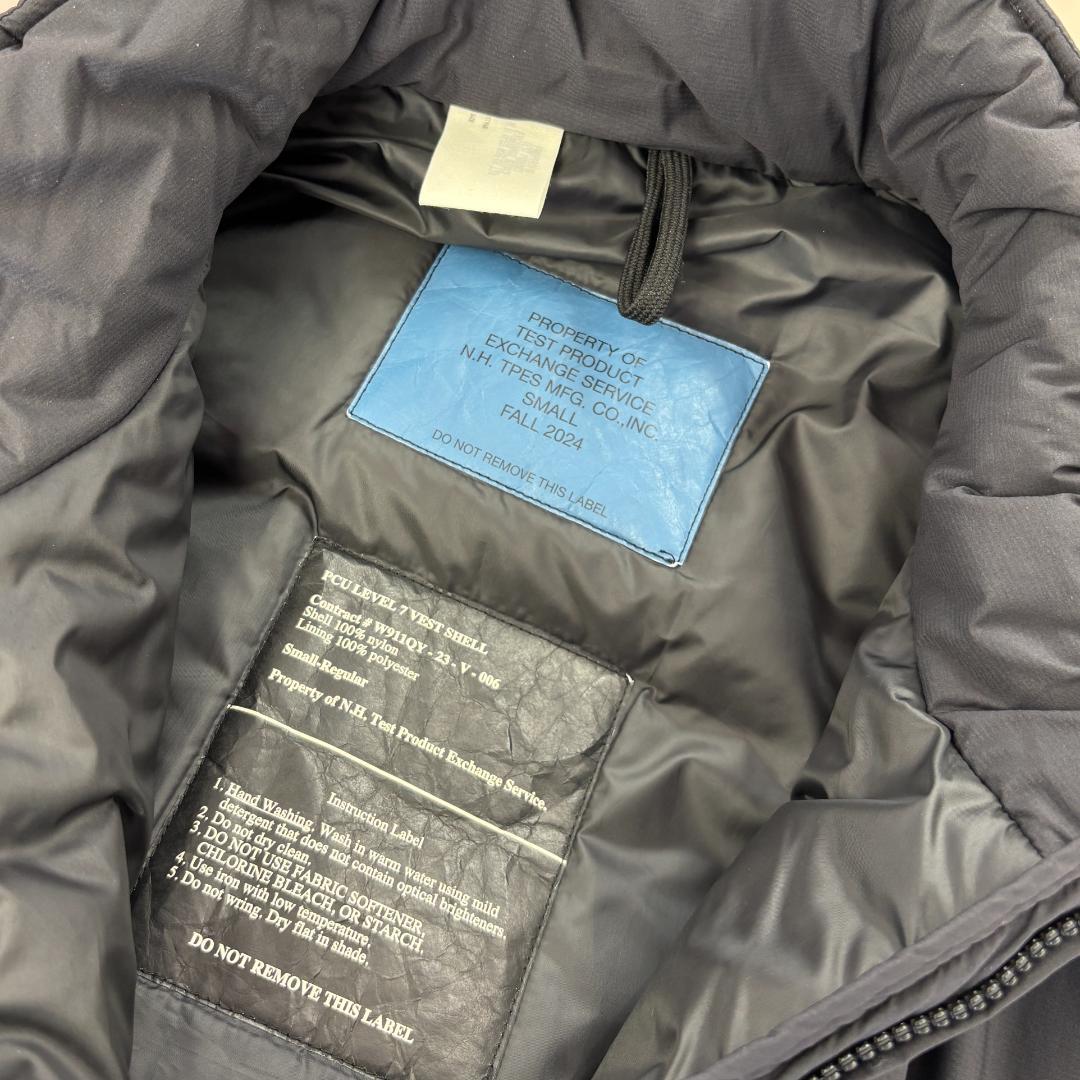 PROPERTY OF
TEST PRODUCT
EXCHANGE SERVICE
N.H. TPES MFG. CO.,INC.
SMALL
FALL 2024
DO NOT REMOVE THIS LABEL
PCU LEVEL 7 VEST SHELL
Contract # W911QY - 23 - V - 006
Shell 100% nylon
Lining 100% polyester
Small-Regular
Property of N.H. Test Product Exchange Service.
Instruction Label
1. Hand Washing, Wash in warm water using mild
detergent that does not contain optical brighteners.
2. Do not dry clean.
3. DO NOT USE FABRIC SOFTENER,
CHLORINE BLEACH, OR STARCH.
4. Use iron with low temperature.
5. Do not wring, Dry flat in shade.
DO NOT REMOVE THIS LABEL